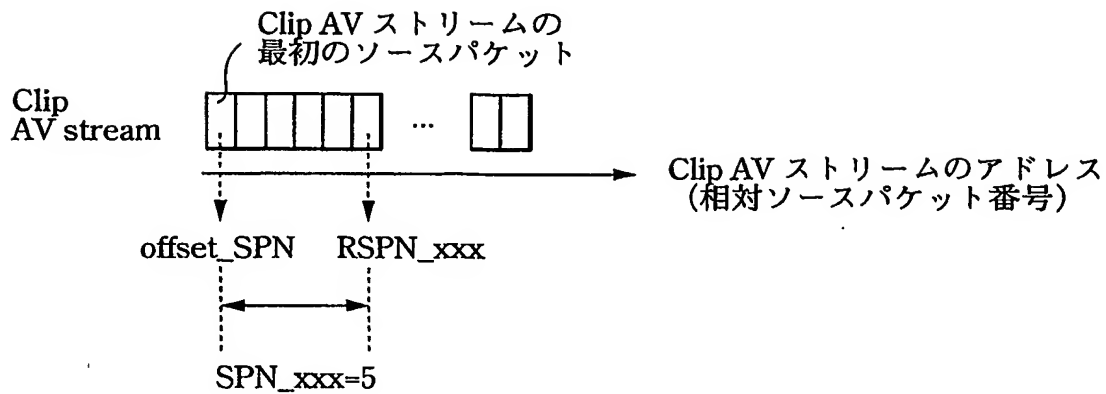 Clip AV ストリームの
最初のソースパケット
Clip
AV stream
...
Clip AV ストリームのアドレス
(相対ソースパケット番号)
offset_SPN RSPN_xxx
SPN_xxx=5